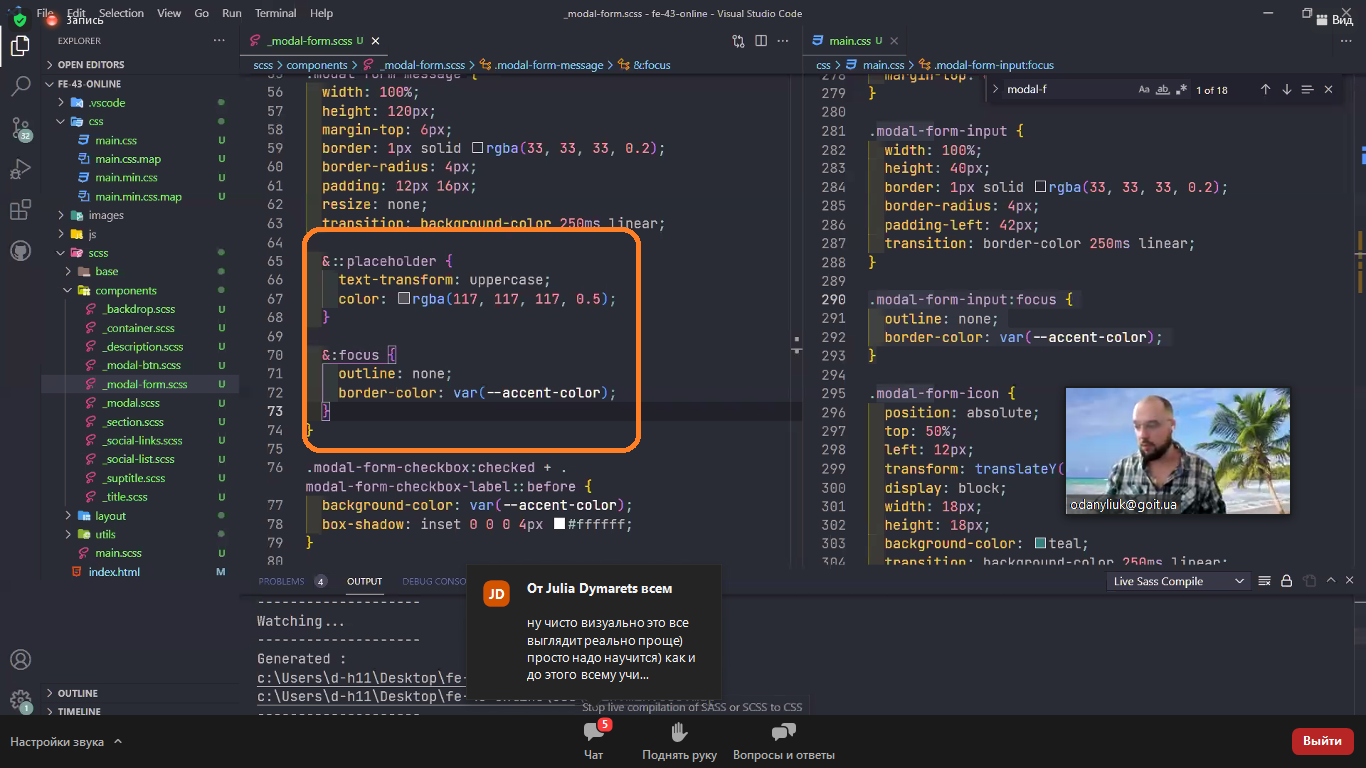 File Edit Selection View Go Run Terminal Help
_modal-form.scss - fe-43-online - Visual Studio Code
Запись
Вид
EXPLORER
OPEN EDITORS
FE-43-ONLINE
.vscode
css
main.css U
main.css.map U
main.min.css U
main.min.css.map U
images
js
scss
base
components
_backdrop.scss U
_container.scss U
_description.scss U
_modal-btn.scss U
_modal-form.scss U
_modal.scss U
_section.scss U
_social-links.scss U
_social-list.scss U
_suptitle.scss U
_title.scss U
layout
utils
main.scss U
index.html M
OUTLINE
TIMELINE
32
1
_modal-form.scss U
scss > components > _modal-form.scss > .modal-form-message > &:focus
55 .modal-form-message {
56 width: 100%;
57 height: 120px;
58 margin-top: 6px;
59 border: 1px solid rgba(33, 33, 33, 0.2);
60 border-radius: 4px;
61 padding: 12px 16px;
62 resize: none;
63 transition: background-color 250ms linear;
64
65 &::placeholder {
66 text-transform: uppercase;
67 color: rgba(117, 117, 117, 0.5);
68 }
69
70 &:focus {
71 outline: none;
72 border-color: var(--accent-color);
73 }
74 }
75
76 .modal-form-checkbox:checked + .
modal-form-checkbox-label::before {
77 background-color: var(--accent-color);
78 box-shadow: inset 0 0 0 4px #ffffff;
79 }
80
main.css U
css > main.css > .modal-form-input:focus
modal-f
Aa ab
1 of 18
278 margin-top:
279 }
280
281 .modal-form-input {
282 width: 100%;
283 height: 40px;
284 border: 1px solid rgba(33, 33, 33, 0.2);
285 border-radius: 4px;
286 padding-left: 42px;
287 transition: border-color 250ms linear;
288 }
289
290 .modal-form-input:focus {
291 outline: none;
292 border-color: var(--accent-color);
293 }
294
295 .modal-form-icon {
296 position: absolute;
297 top: 50%;
298 left: 12px;
299 transform: translateY(
300 display: block;
301 width: 18px;
302 height: 18px;
303 background-color: teal;
304 transition: background-color 250ms linear;
odanyliuk@goit.ua
PROBLEMS 4 OUTPUT DEBUG CONSO
Live Sass Compile
--------------------
Watching...
--------------------
Generated :
c:\Users\d-h11\Desktop\fe-
c:\Users\d-h11\Desktop\fe-
--------------------
JD
От Julia Dymarets всем
ну чисто визуально это все
выглядит реально проще)
просто надо научится) как и
до этого всему учи...
Stop live compilation of SASS or SCSS to CSS
Настройки звука
5
Чат
Поднять руку
Вопросы и ответы
Выйти